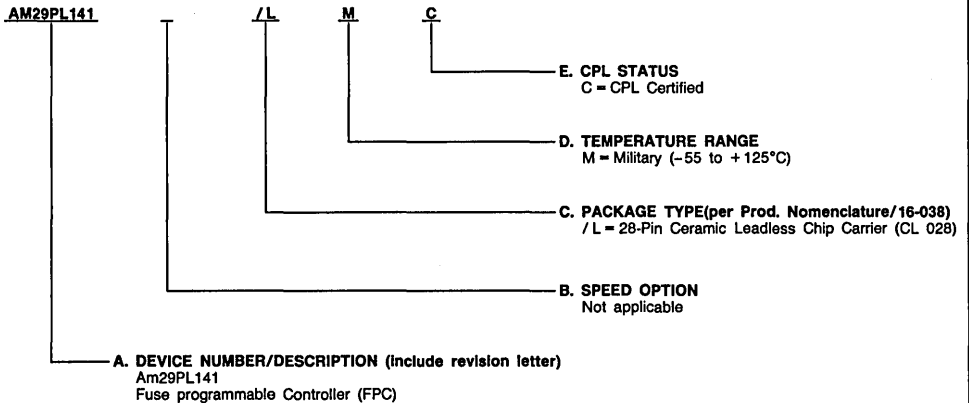 AM29PL141 – /L M C
E. CPL STATUS
C = CPL Certified
D. TEMPERATURE RANGE
M = Military (–55 to +125°C)
C. PACKAGE TYPE(per Prod. Nomenclature/16-038)
/L = 28-Pin Ceramic Leadless Chip Carrier (CL 028)
B. SPEED OPTION
Not applicable
A. DEVICE NUMBER/DESCRIPTION (include revision letter)
Am29PL141
Fuse programmable Controller (FPC)